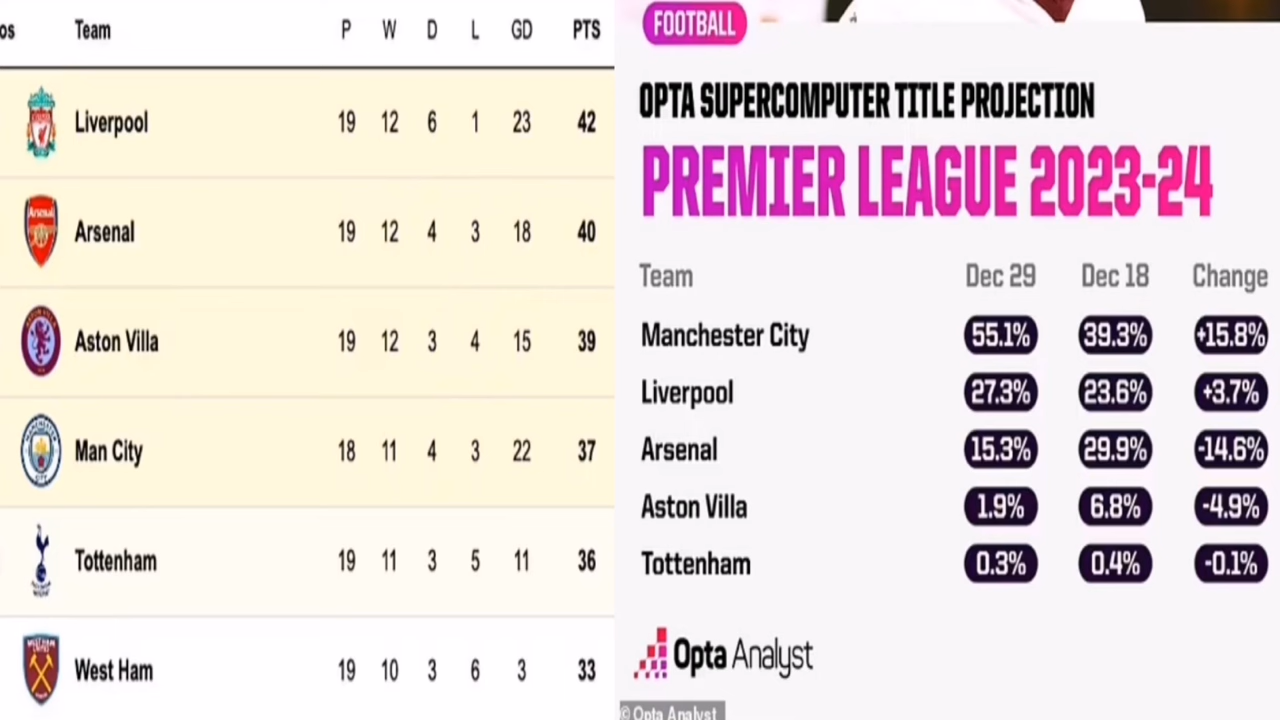 os Team P W D L GD PTS
Liverpool 19 12 6 1 23 42
Arsenal 19 12 4 3 18 40
Aston Villa 19 12 3 4 15 39
Man City 18 11 4 3 22 37
Tottenham 19 11 3 5 11 36
West Ham 19 10 3 6 3 33
FOOTBALL
OPTA SUPERCOMPUTER TITLE PROJECTION
PREMIER LEAGUE 2023-24
Team Dec 29 Dec 18 Change
Manchester City 55.1% 39.3% +15.8%
Liverpool 27.3% 23.6% +3.7%
Arsenal 15.3% 29.9% -14.6%
Aston Villa 1.9% 6.8% -4.9%
Tottenham 0.3% 0.4% -0.1%
Opta Analyst
© Opta Analyst